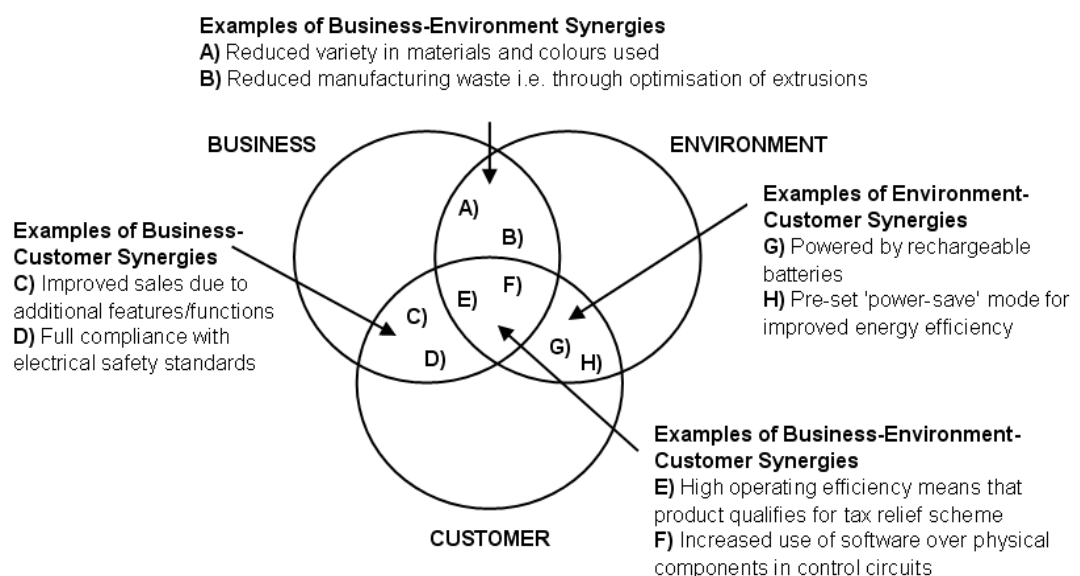 Examples of Business-Environment Synergies
A) Reduced variety in materials and colours used
B) Reduced manufacturing waste i.e. through optimisation of extrusions
BUSINESS
ENVIRONMENT
Examples of Business-
Customer Synergies
C) Improved sales due to
additional features/functions
D) Full compliance with
electrical safety standards
A)
B)
C)
D)
E)
F)
G)
H)
Examples of Environment-
Customer Synergies
G) Powered by rechargeable
batteries
H) Pre-set 'power-save' mode for
improved energy efficiency
CUSTOMER
Examples of Business-Environment-
Customer Synergies
E) High operating efficiency means that
product qualifies for tax relief scheme
F) Increased use of software over physical
components in control circuits